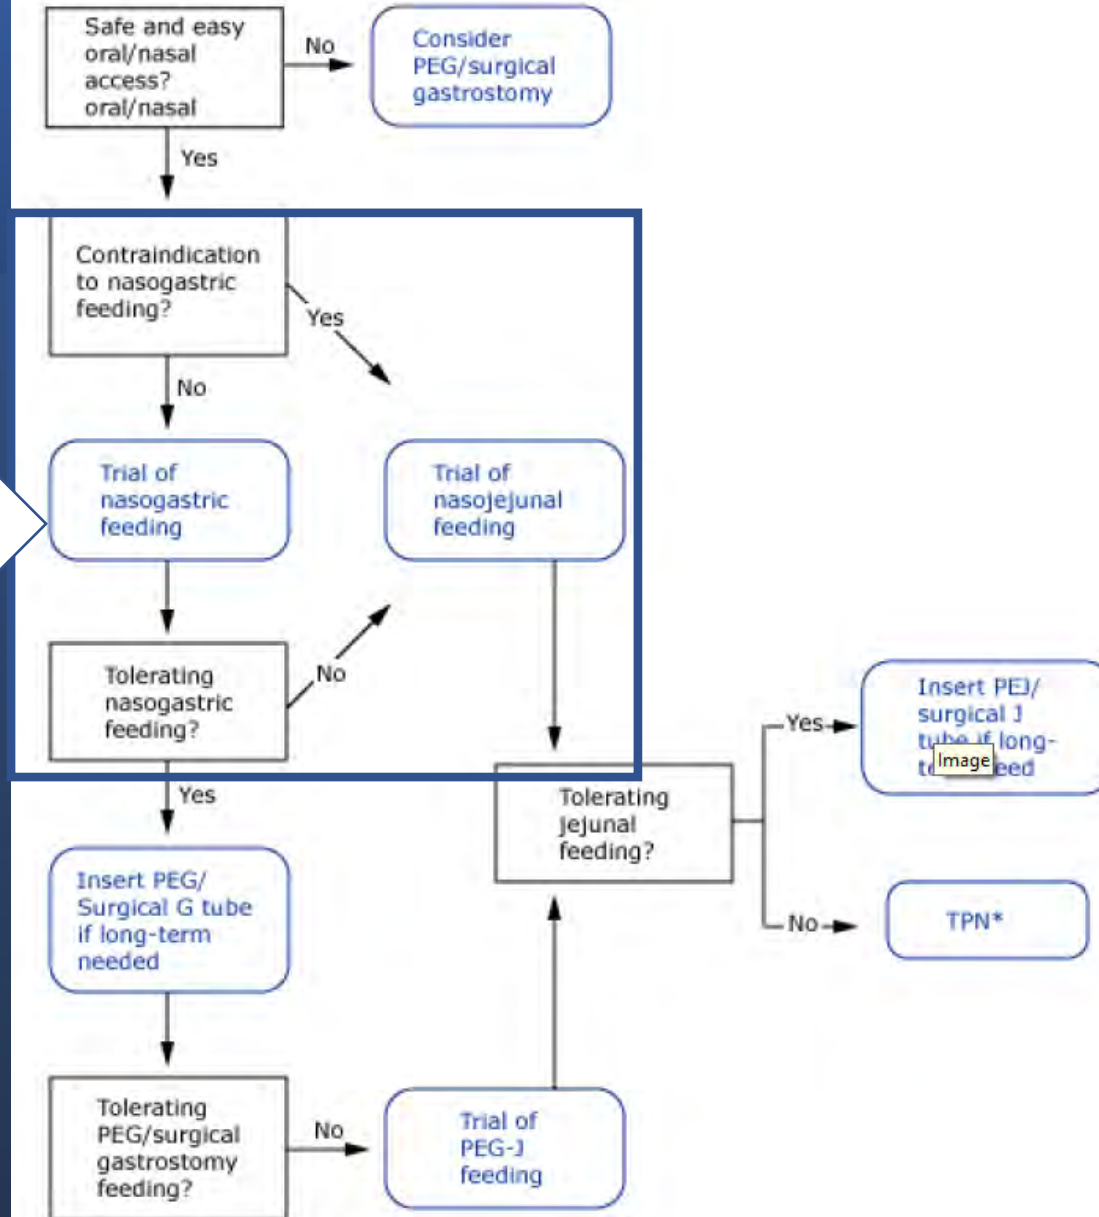 Safe and easy
oral/nasal
access?
oral/nasal
No
Consider
PEG/surgical
gastrostomy
Yes
Contraindication
to nasogastric
feeding?
Yes
No
Trial of
nasogastric
feeding
Trial of
nasojejunal
feeding
Tolerating
nasogastric
feeding?
No
Yes
Insert PEJ/
surgical J
tube if long-
Image
Yes
Tolerating
jejunal
feeding?
No
TPN*
Insert PEG/
Surgical G tube
if long-term
needed
Tolerating
PEG/surgical
gastrostomy
feeding?
No
Trial of
PEG-J
feeding